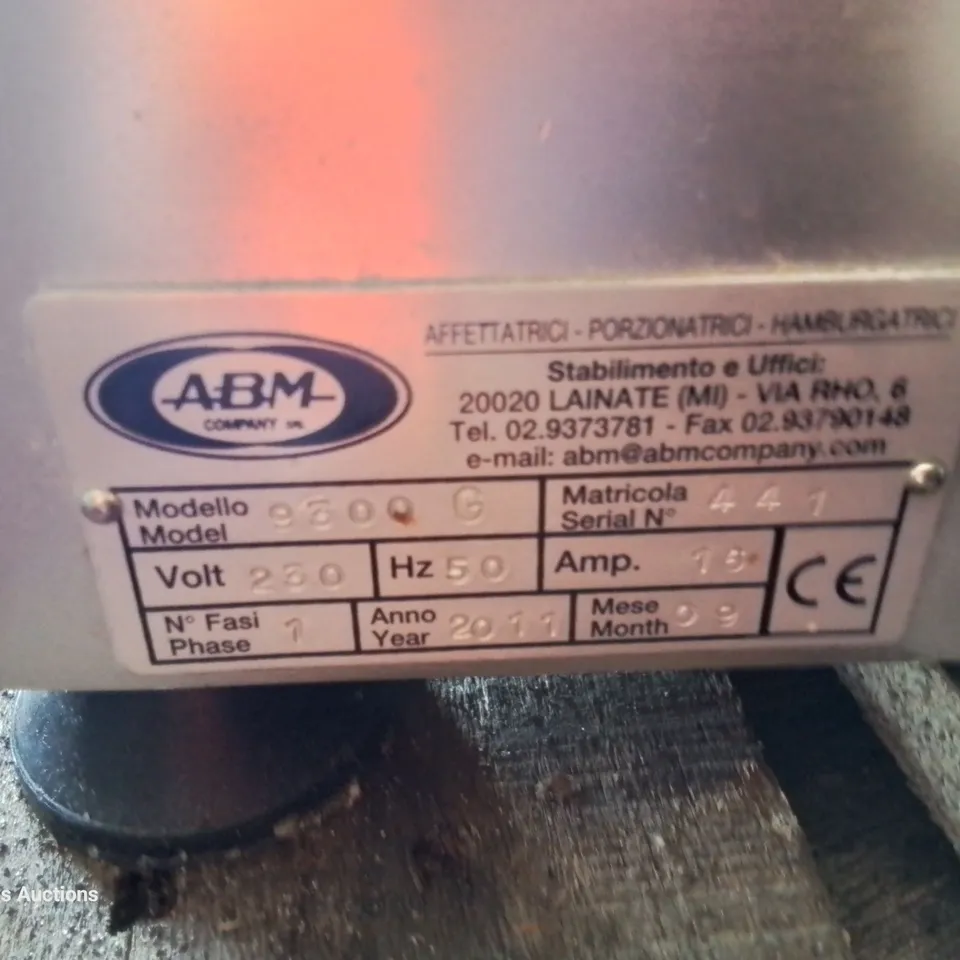 AFFETTATRICI - PORZIONATRICI - HAMBURGATRICI
Stabilimento e Uffici:
20020 LAINATE (MI) - VIA RHO, 6
Tel. 02.9373781 - Fax 02.93790148
e-mail: abm@abmcompany.com
ABM
COMPANY SRL
Modello
Model
G
Matricola
Serial N° 441
Volt 230
Hz 50
Amp.
CE
N° Fasi
Phase 1
Anno
Year 2011
Mese
Month 09
s Auctions